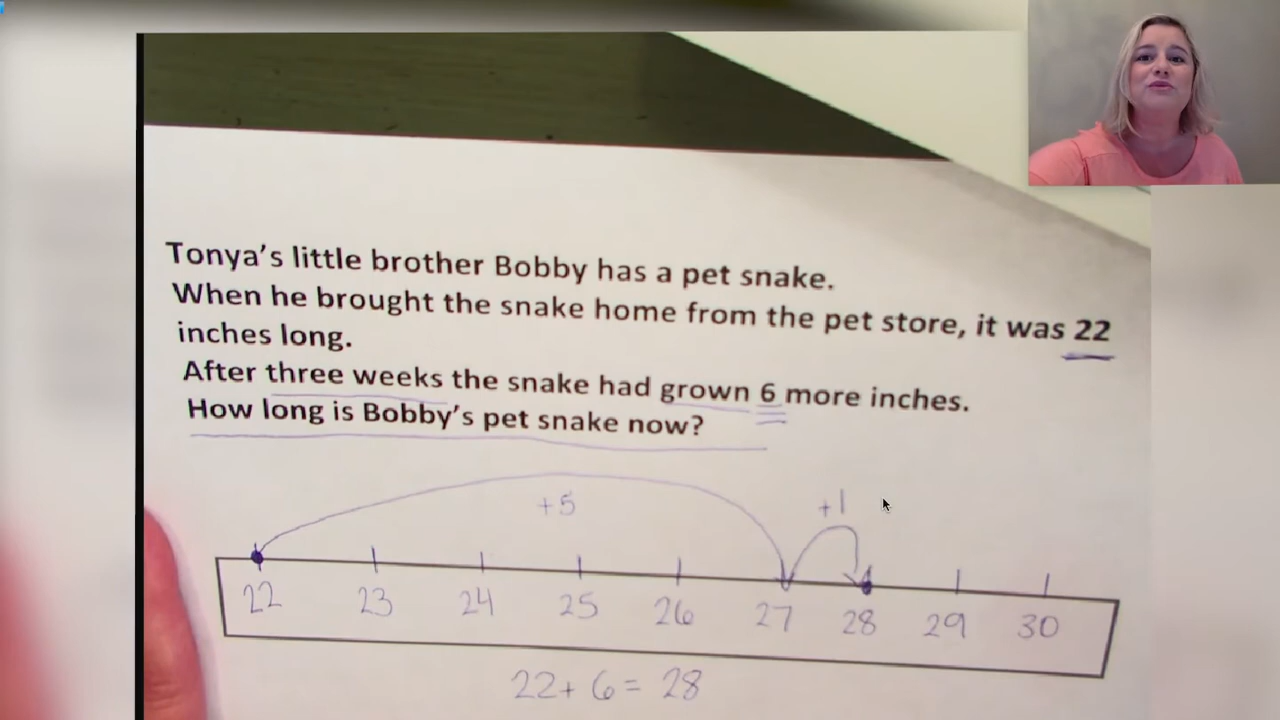 Tonya's little brother Bobby has a pet snake.
When he brought the snake home from the pet store, it was 22
inches long.
After three weeks the snake had grown 6 more inches.
How long is Bobby's pet snake now?
+5 +1
22 23 24 25 26 27 28 29 30
22+ 6 = 28